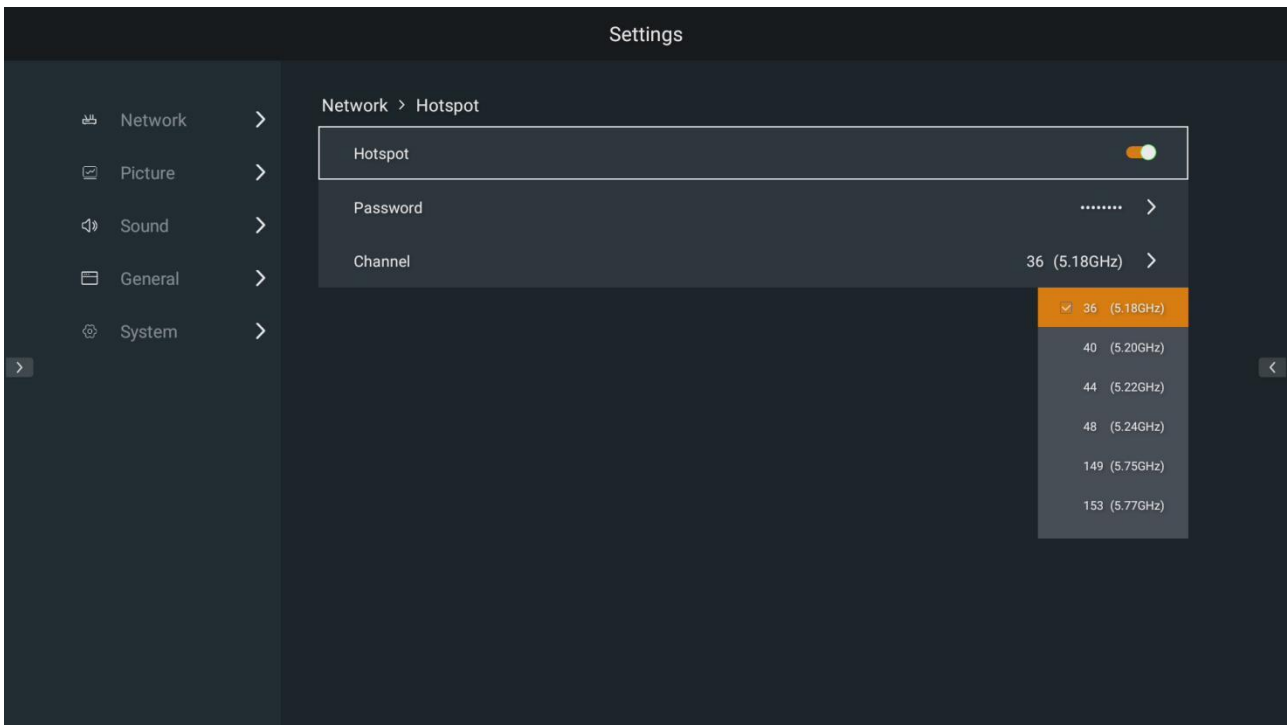 Settings
Network
Picture
Sound
General
System
Network > Hotspot
Hotspot
Password ········
Channel 36 (5.18GHz)
36 (5.18GHz)
40 (5.20GHz)
44 (5.22GHz)
48 (5.24GHz)
149 (5.75GHz)
153 (5.77GHz)